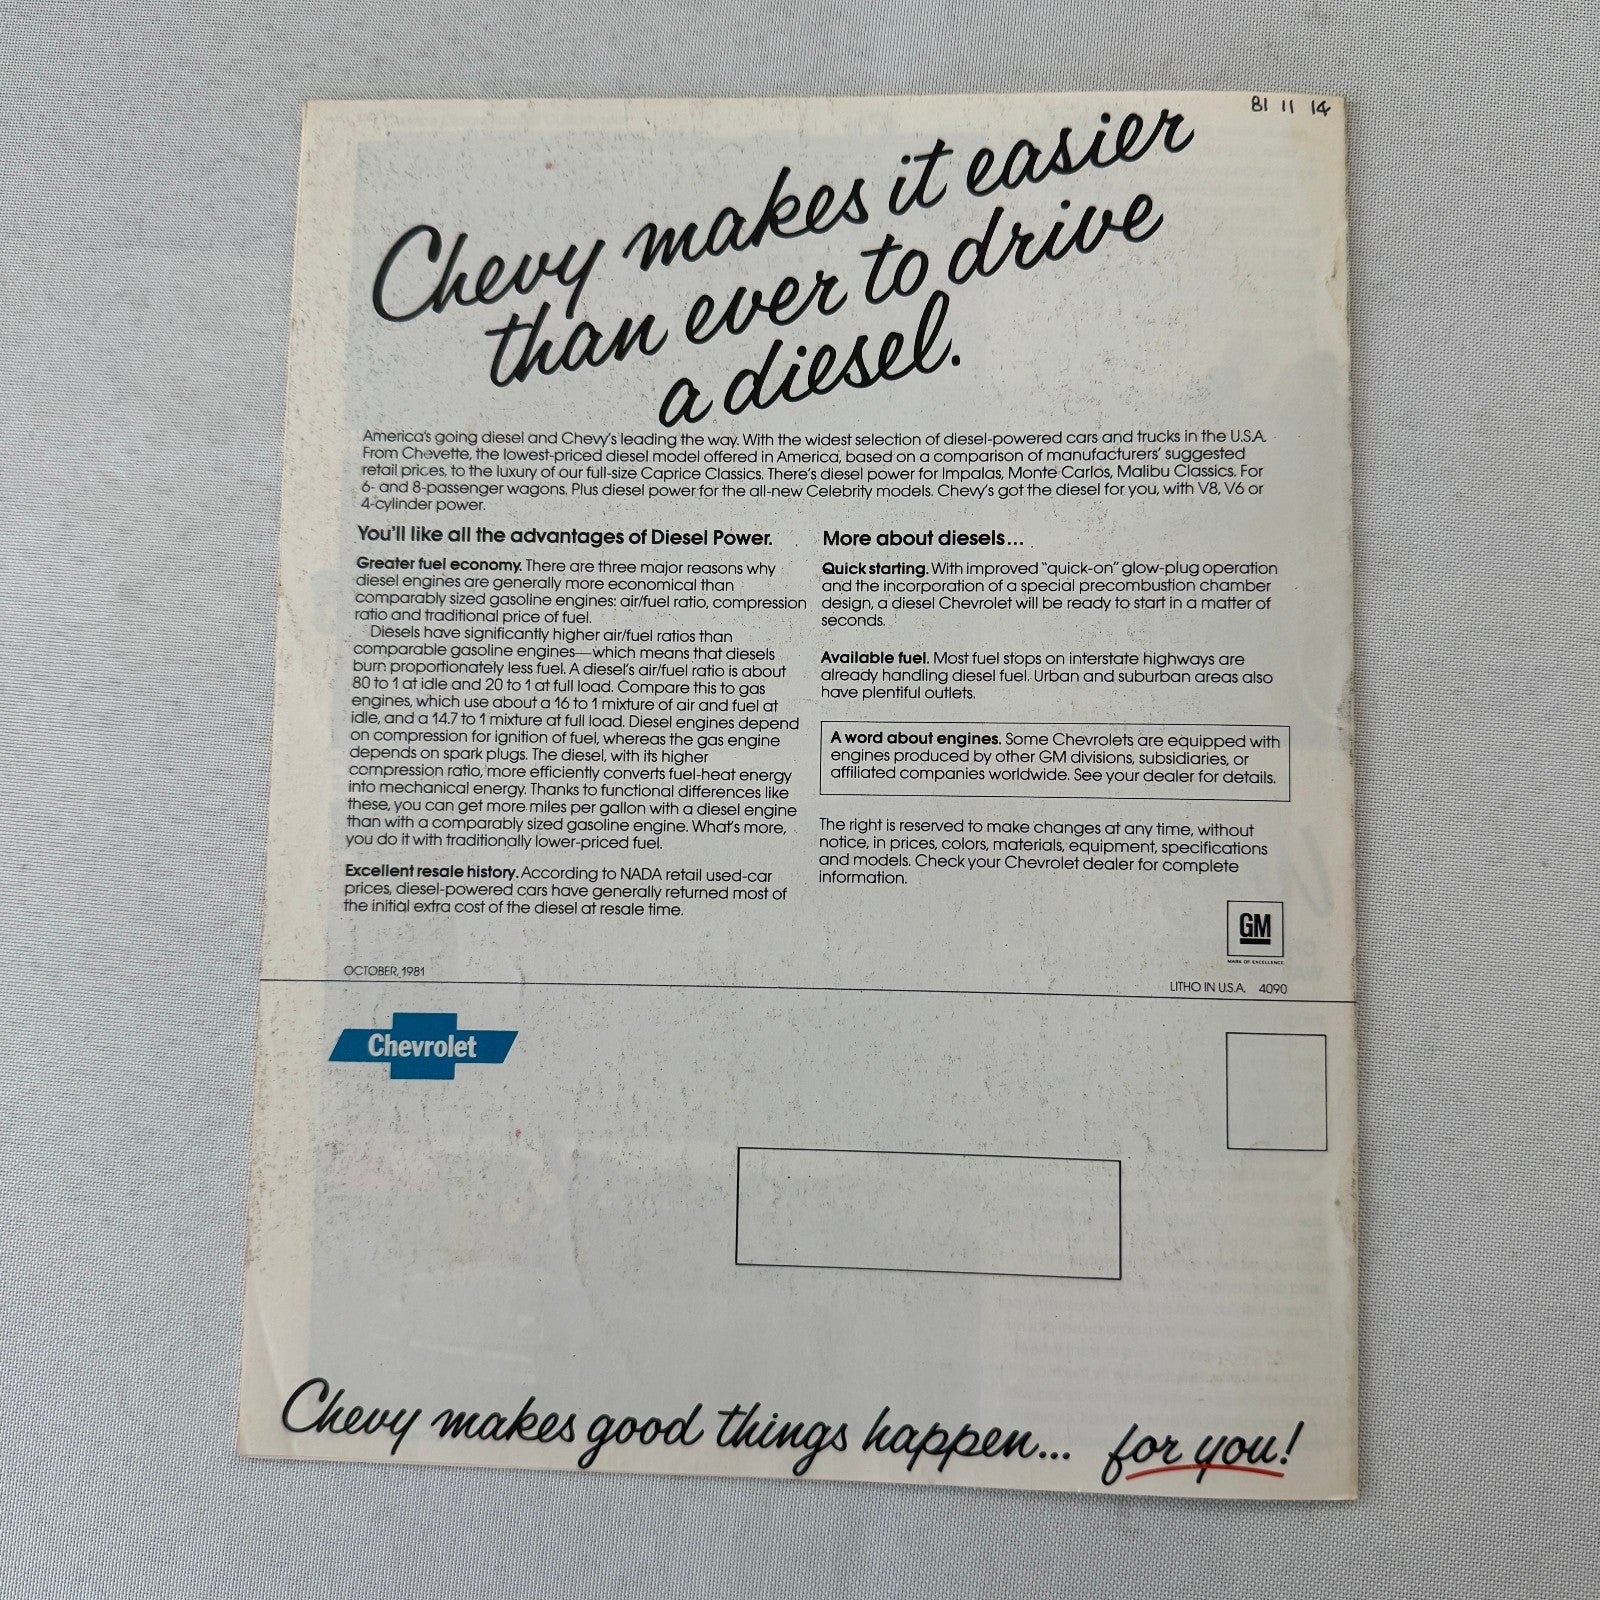 81 11 14
Chevy makes it easier
than ever to drive
a diesel.
America's going diesel and Chevy's leading the way. With the widest selection of diesel-powered cars and trucks in the U.S.A.
From Chevette, the lowest-priced diesel model offered in America, based on a comparison of manufacturers' suggested
retail prices, to the luxury of our full-size Caprice Classics. There's diesel power for Impalas, Monte Carlos, Malibu Classics. For
6- and 8-passenger wagons. Plus diesel power for the all-new Celebrity models. Chevy's got the diesel for you, with V8, V6 or
4-cylinder power.
You'll like all the advantages of Diesel Power.
Greater fuel economy. There are three major reasons why
diesel engines are generally more economical than
comparably sized gasoline engines: air/fuel ratio, compression
ratio and traditional price of fuel.
Diesels have significantly higher air/fuel ratios than
comparable gasoline engines—which means that diesels
burn proportionately less fuel. A diesel's air/fuel ratio is about
80 to 1 at idle and 20 to 1 at full load. Compare this to gas
engines, which use about a 16 to 1 mixture of air and fuel at
idle, and a 14.7 to 1 mixture at full load. Diesel engines depend
on compression for ignition of fuel, whereas the gas engine
depends on spark plugs. The diesel, with its higher
compression ratio, more efficiently converts fuel-heat energy
into mechanical energy. Thanks to functional differences like
these, you can get more miles per gallon with a diesel engine
than with a comparably sized gasoline engine. What's more,
you do it with traditionally lower-priced fuel.
Excellent resale history. According to NADA retail used-car
prices, diesel-powered cars have generally returned most of
the initial extra cost of the diesel at resale time.
More about diesels...
Quick starting. With improved "quick-on" glow-plug operation
and the incorporation of a special precombustion chamber
design, a diesel Chevrolet will be ready to start in a matter of
seconds.
Available fuel. Most fuel stops on interstate highways are
already handling diesel fuel. Urban and suburban areas also
have plentiful outlets.
A word about engines. Some Chevrolets are equipped with
engines produced by other GM divisions, subsidiaries, or
affiliated companies worldwide. See your dealer for details.
The right is reserved to make changes at any time, without
notice, in prices, colors, materials, equipment, specifications
and models. Check your Chevrolet dealer for complete
information.
GM
MARK OF EXCELLENCE
OCTOBER, 1981
LITHO IN U.S.A. 4090
Chevrolet
Chevy makes good things happen... for you!